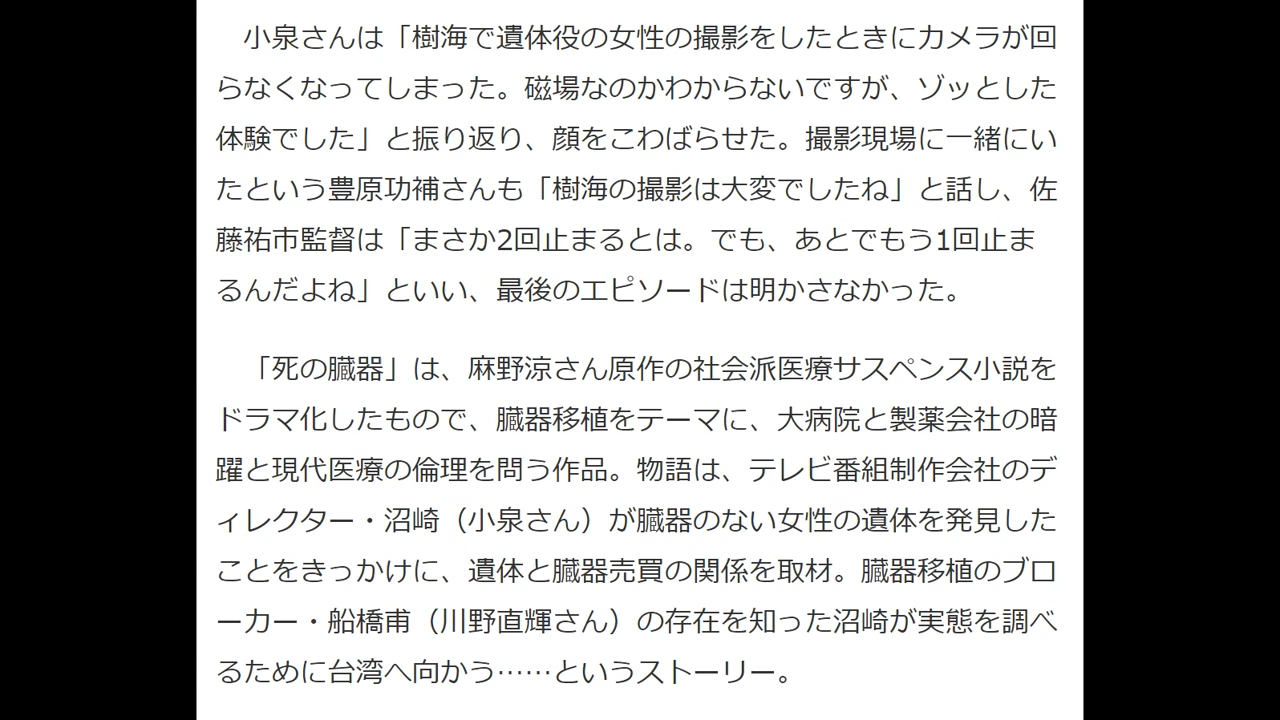 小泉さんは「樹海で遺体役の女性の撮影をしたときにカメラが回
らなくなってしまった。磁場なのかわからないですが、ゾッとした
体験でした」と振り返り、顔をこわばらせた。撮影現場に一緒にい
たという豊原功補さんも「樹海の撮影は大変でしたね」と話し、佐
藤祐市監督は「まさか2回止まるとは。でも、あとでもう1回止ま
るんだよね」といい、最後のエピソードは明かさなかった。
「死の臓器」は、麻野涼さん原作の社会派医療サスペンス小説を
ドラマ化したもので、臓器移植をテーマに、大病院と製薬会社の暗
躍と現代医療の倫理を問う作品。物語は、テレビ番組制作会社のデ
ィレクター・沼崎（小泉さん）が臓器のない女性の遺体を発見した
ことをきっかけに、遺体と臓器売買の関係を取材。臓器移植のブロ
ーカー・船橋甫（川野直輝さん）の存在を知った沼崎が実態を調べ
るために台湾へ向かう……というストーリー。